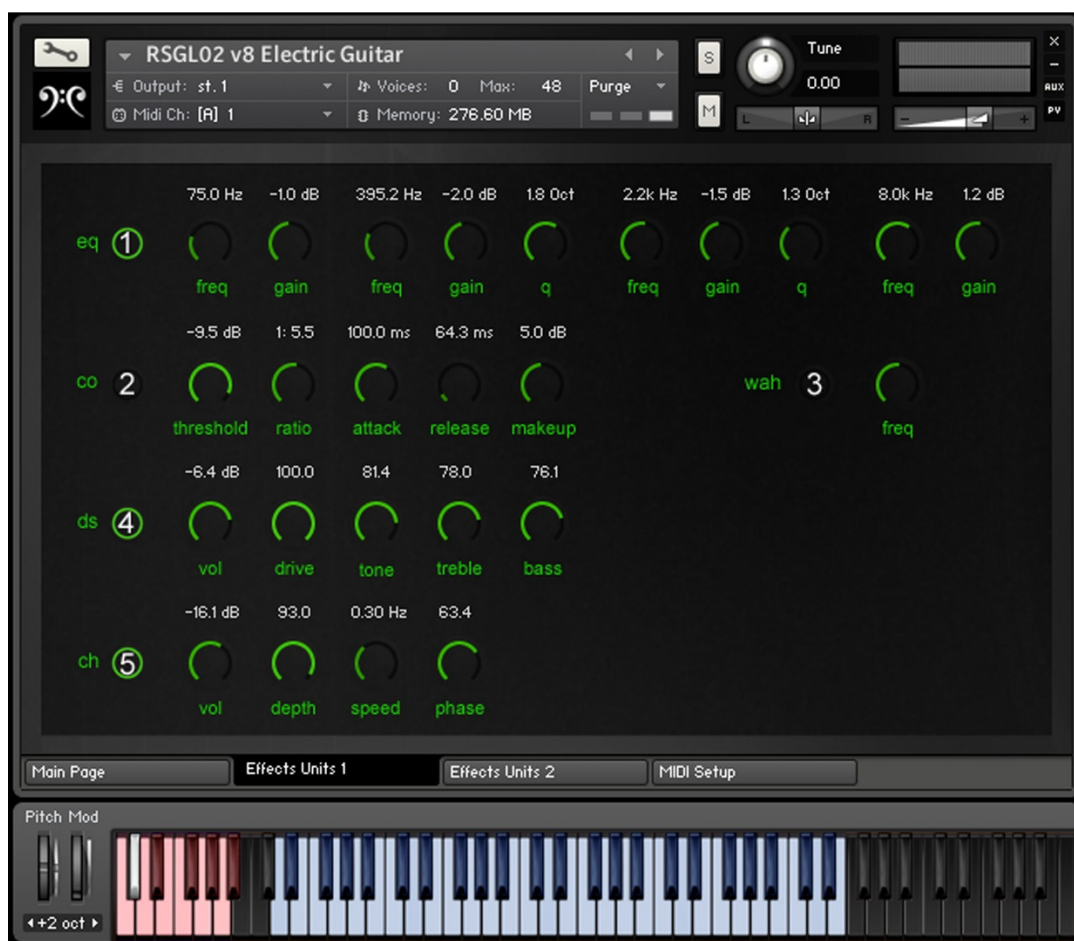 RSGL02 v8 Electric Guitar
Output: st. 1 Voices: 0 Max: 48 Purge
Midi Ch: [A] 1 Memory: 276.60 MB
S
M
Tune
0.00
L R
- +
×
-
AUX
PV
75.0 Hz -1.0 dB 395.2 Hz -2.0 dB 1.8 Oct 2.2k Hz -1.5 dB 1.3 Oct 8.0k Hz 1.2 dB
eq 1
freq gain freq gain q freq gain q freq gain
-9.5 dB 1: 5.5 100.0 ms 64.3 ms 5.0 dB
co 2 wah 3
threshold ratio attack release makeup freq
-6.4 dB 100.0 81.4 78.0 76.1
ds 4
vol drive tone treble bass
-16.1 dB 93.0 0.30 Hz 63.4
ch 5
vol depth speed phase
Main Page Effects Units 1 Effects Units 2 MIDI Setup
Pitch Mod
+2 oct